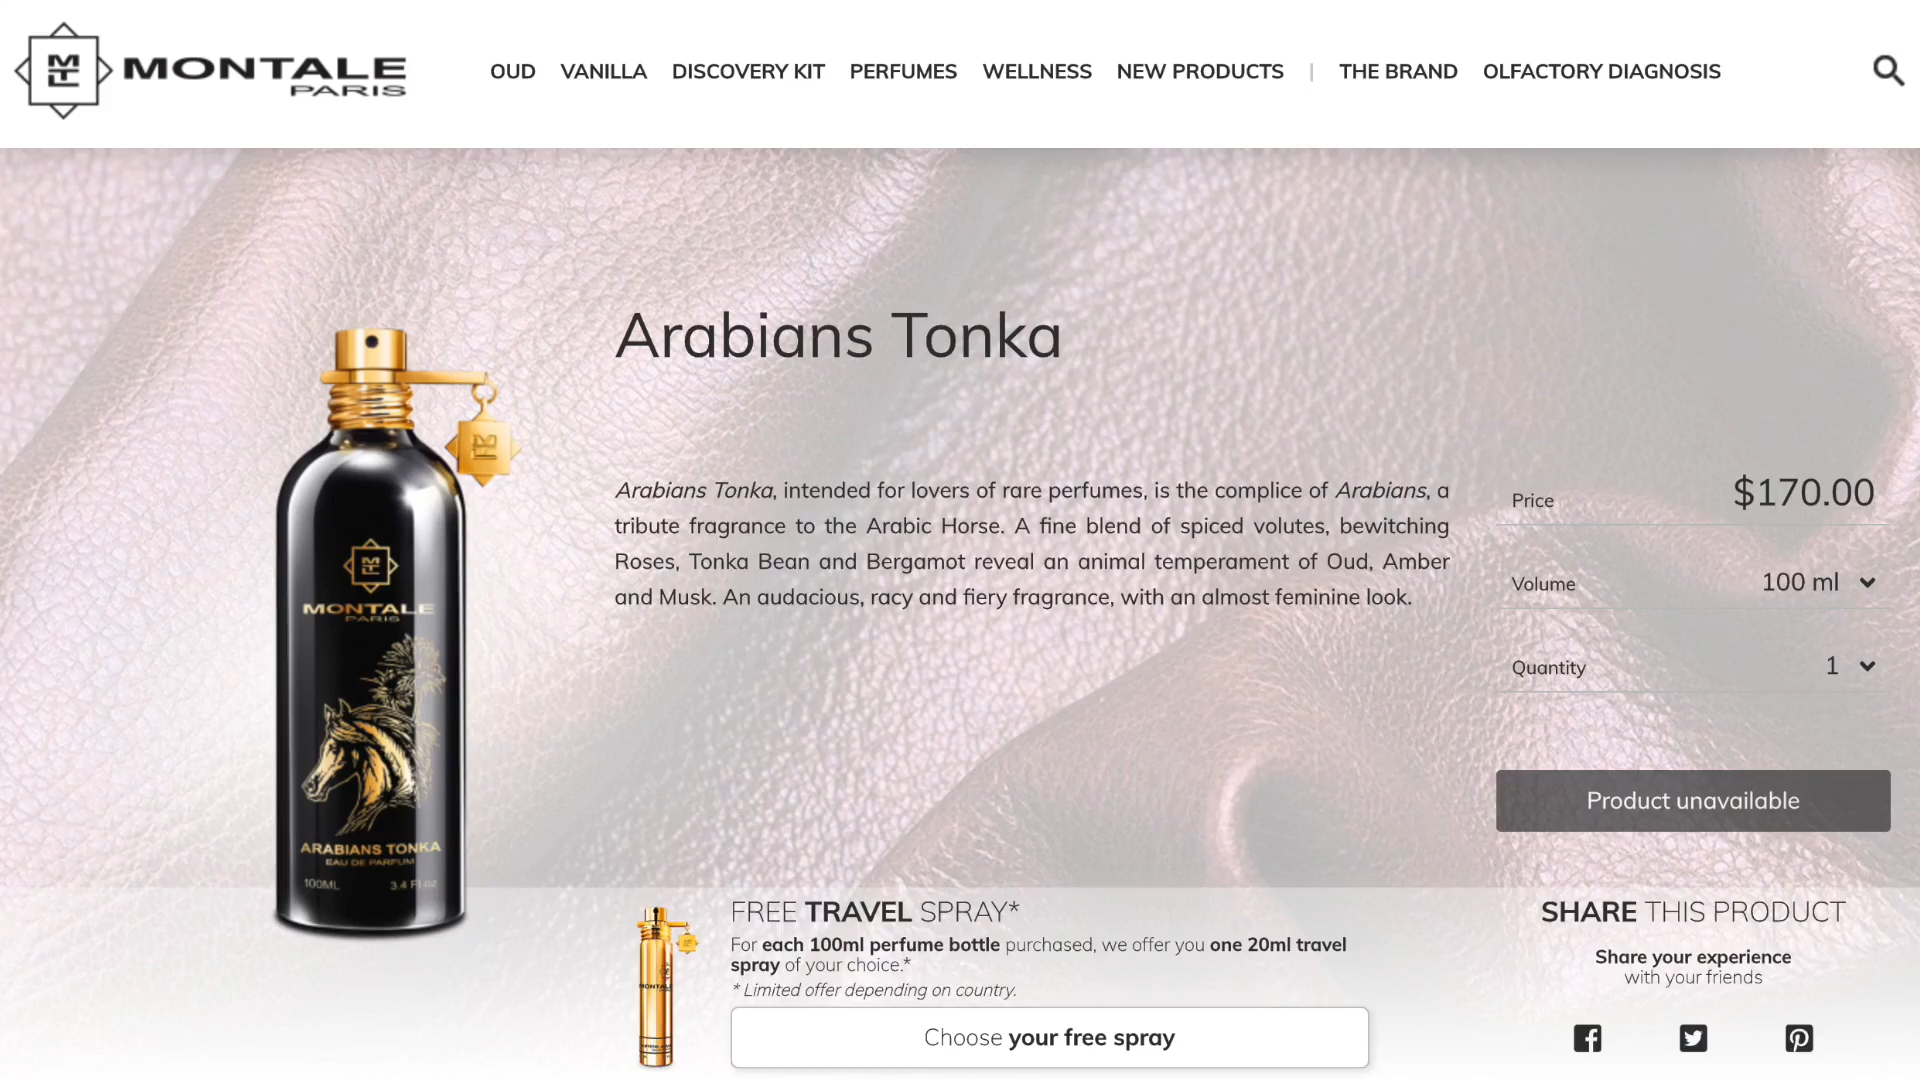 MONTALE
PARIS
OUD VANILLA DISCOVERY KIT PERFUMES WELLNESS NEW PRODUCTS | THE BRAND OLFACTORY DIAGNOSIS
Arabians Tonka
Arabians Tonka, intended for lovers of rare perfumes, is the complice of Arabians, a
tribute fragrance to the Arabic Horse. A fine blend of spiced volutes, bewitching
Roses, Tonka Bean and Bergamot reveal an animal temperament of Oud, Amber
and Musk. An audacious, racy and fiery fragrance, with an almost feminine look.
Price $170.00
Volume 100 ml
Quantity 1
Product unavailable
MONTALE
PARIS
ARABIANS TONKA
EAU DE PARFUM
100ML 3.4 Fl oz
FREE TRAVEL SPRAY*
For each 100ml perfume bottle purchased, we offer you one 20ml travel
spray of your choice.*
* Limited offer depending on country.
Choose your free spray
MONTALE
SHARE THIS PRODUCT
Share your experience
with your friends